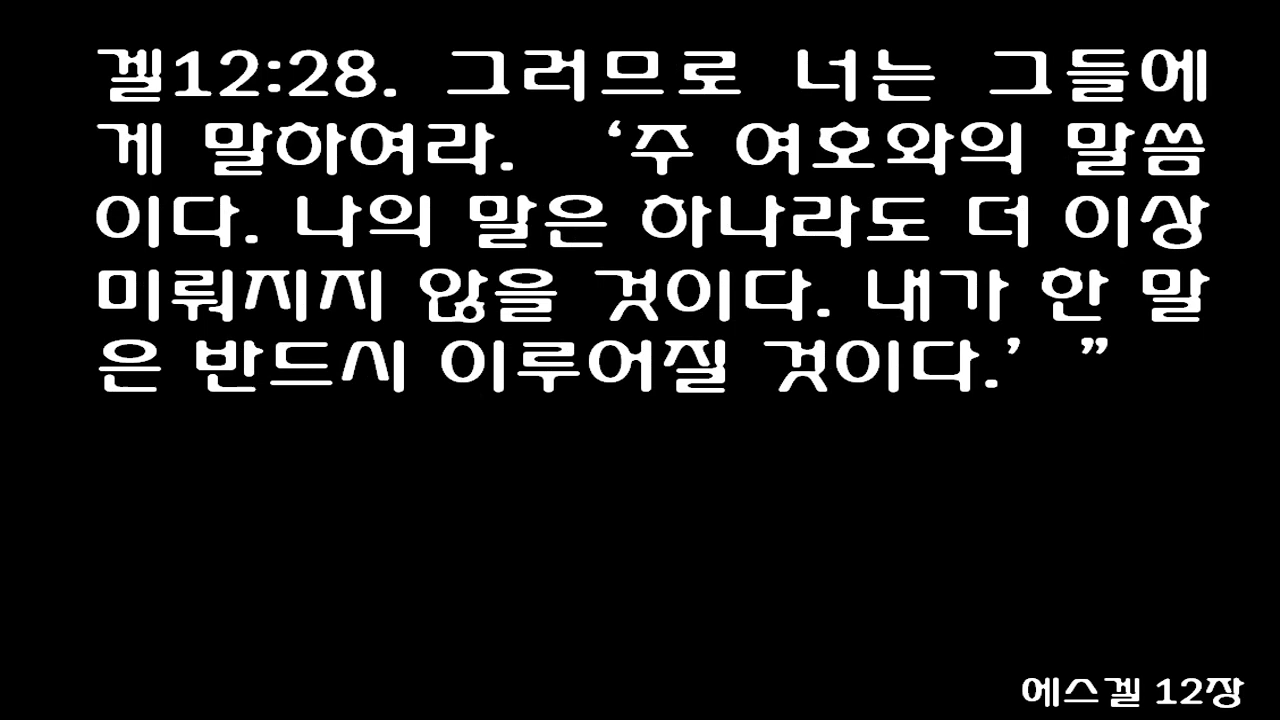 겔12:28. 그러므로 너는 그들에
게 말하여라. ‘주 여호와의 말씀
이다. 나의 말은 하나라도 더 이상
미뤄지지 않을 것이다. 내가 한 말
은 반드시 이루어질 것이다.’ ”
에스겔 12장